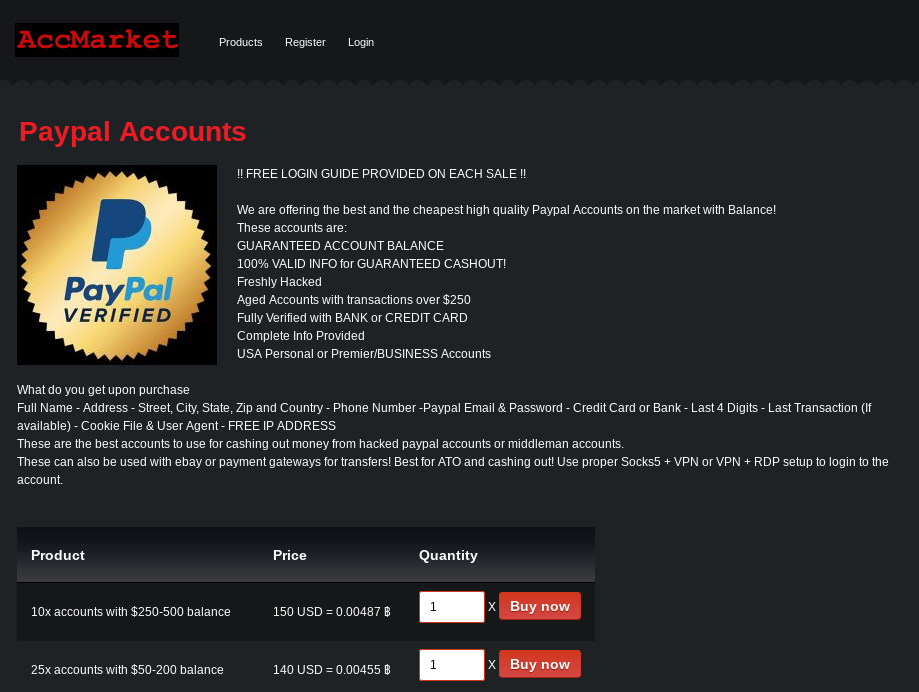 AccMarket
Products Register Login
Paypal Accounts
PayPal
VERIFIED
!! FREE LOGIN GUIDE PROVIDED ON EACH SALE !!
We are offering the best and the cheapest high quality Paypal Accounts on the market with Balance!
These accounts are:
GUARANTEED ACCOUNT BALANCE
100% VALID INFO for GUARANTEED CASHOUT!
Freshly Hacked
Aged Accounts with transactions over $250
Fully Verified with BANK or CREDIT CARD
Complete Info Provided
USA Personal or Premier/BUSINESS Accounts
What do you get upon purchase
Full Name - Address - Street, City, State, Zip and Country - Phone Number -Paypal Email & Password - Credit Card or Bank - Last 4 Digits - Last Transaction (If
available) - Cookie File & User Agent - FREE IP ADDRESS
These are the best accounts to use for cashing out money from hacked paypal accounts or middleman accounts.
These can also be used with ebay or payment gateways for transfers! Best for ATO and cashing out! Use proper Socks5 + VPN or VPN + RDP setup to login to the
account.
Product Price Quantity
10x accounts with $250-500 balance 150 USD = 0.00487 ฿ 1 X Buy now
25x accounts with $50-200 balance 140 USD = 0.00455 ฿ 1 X Buy now